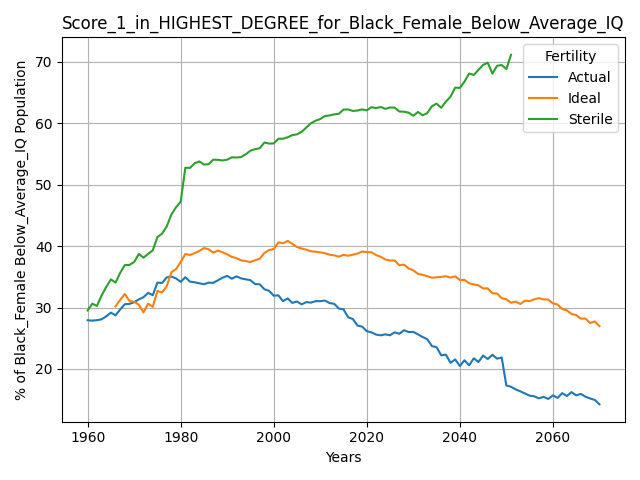 Score_1_in_HIGHEST_DEGREE_for_Black_Female_Below_Average_IQ
% of Black_Female Below_Average_IQ Population
70
60
50
40
30
20
Fertility
Actual
Ideal
Sterile
1960
1980
2000
2020
2040
2060
Years